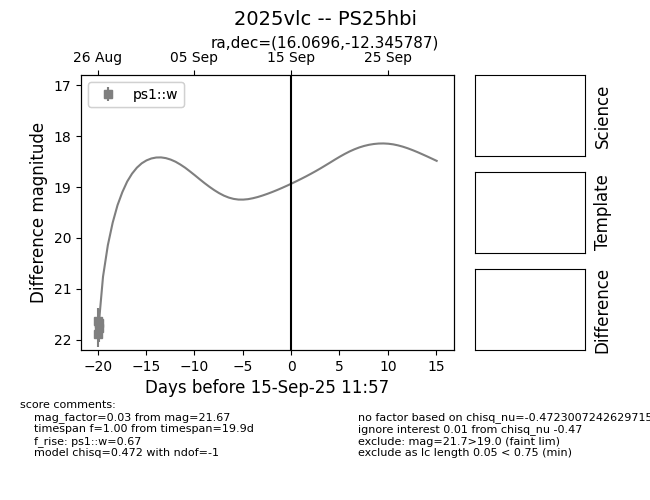 2025vlc -- PS25hbi
ra,dec=(16.0696,-12.345787)
26 Aug 05 Sep 15 Sep 25 Sep
ps1::w
17
18
19
20
21
22
Difference magnitude
−20 −15 −10 −5 0 5 10 15
Days before 15-Sep-25 11:57
Science
Template
Difference
score comments:
mag_factor=0.03 from mag=21.67
timespan f=1.00 from timespan=19.9d
f_rise: ps1::w=0.67
model chisq=0.472 with ndof=-1
no factor based on chisq_nu=-0.4723007242629715
ignore interest 0.01 from chisq_nu -0.47
exclude: mag=21.7>19.0 (faint lim)
exclude as lc length 0.05 < 0.75 (min)